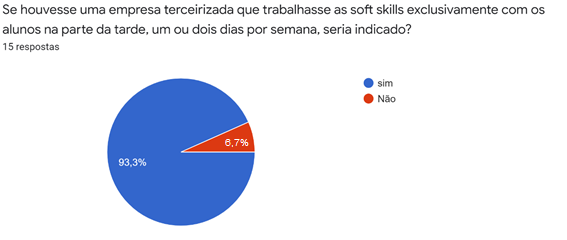 Se houvesse uma empresa terceirizada que trabalhasse as soft skills exclusivamente com os
alunos na parte da tarde, um ou dois dias por semana, seria indicado?
15 respostas
sim
Não
6,7%
93,3%